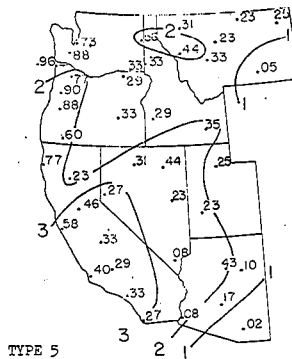 .73 .31 .23 .23
.88 2 .23
.96 .33 .44 .33
2 .33 .05
.29 1
.90
.88 .33 .29
.60 .35 1
.77 .31 .44 .25
.23 .27 .23
.46 .23
3 .58
.33 .08
.40 .29 .43 .10
.33 .17 1
.27 .08 .02
TYPE 5 3 2 1